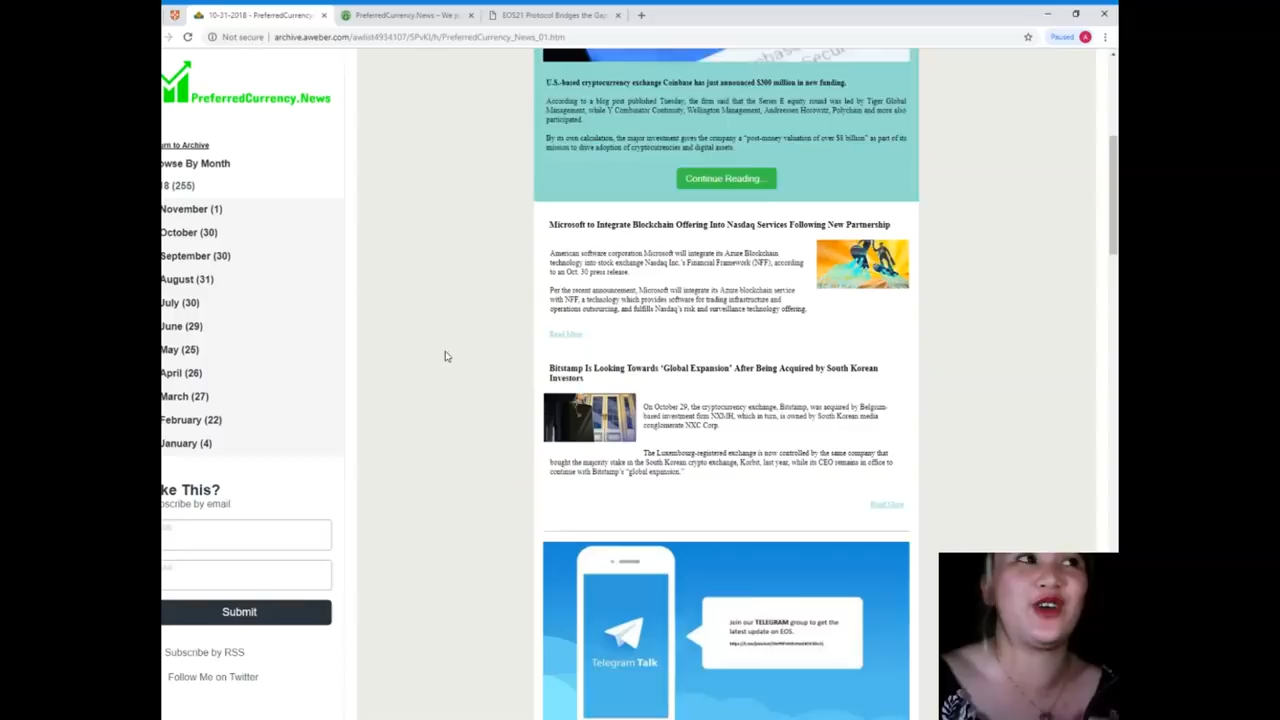 10-31-2018 - PreferredCurrency
PreferredCurrency.News – We p
EOS21 Protocol Bridges the Gap
Not secure
archive.aweber.com/awlist4934107/SPvKI/h/PreferredCurrency_News_01.htm
Paused
A
PreferredCurrency.News
urn to Archive
owse By Month
18 (255)
November (1)
October (30)
September (30)
August (31)
July (30)
June (29)
May (25)
April (26)
March (27)
February (22)
January (4)
ke This?
bscribe by email
Submit
Subscribe by RSS
Follow Me on Twitter
U.S.-based cryptocurrency exchange Coinbase has just announced $300 million in new funding.
According to a blog post published Tuesday, the firm said that the Series E equity round was led by Tiger Global
Management, while Y Combinator Continuity, Wellington Management, Andreessen Horowitz, Polychain and more also
participated.
By its own calculation, the major investment gives the company a “post-money valuation of over $8 billion” as part of its
mission to drive adoption of cryptocurrencies and digital assets.
Continue Reading...
Microsoft to Integrate Blockchain Offering Into Nasdaq Services Following New Partnership
American software corporation Microsoft will integrate its Azure Blockchain
technology into stock exchange Nasdaq Inc.’s Financial Framework (NFF), according
to an Oct. 30 press release.
Per the recent announcement, Microsoft will integrate its Azure blockchain service
with NFF, a technology which provides software for trading infrastructure and
operations outsourcing, and fulfills Nasdaq’s risk and surveillance technology offering.
Read More
Bitstamp Is Looking Towards ‘Global Expansion’ After Being Acquired by South Korean
Investors
On October 29, the cryptocurrency exchange, Bitstamp, was acquired by Belgium-
based investment firm NXMH, which in turn, is owned by South Korean media
conglomerate NXC Corp.
The Luxembourg-registered exchange is now controlled by the same company that
bought the majority stake in the South Korean crypto exchange, Korbit, last year, while its CEO remains in office to
continue with Bitstamp’s “global expansion.”
Read More
Join our TELEGRAM group to get the
latest update on EOS.
Telegram Talk